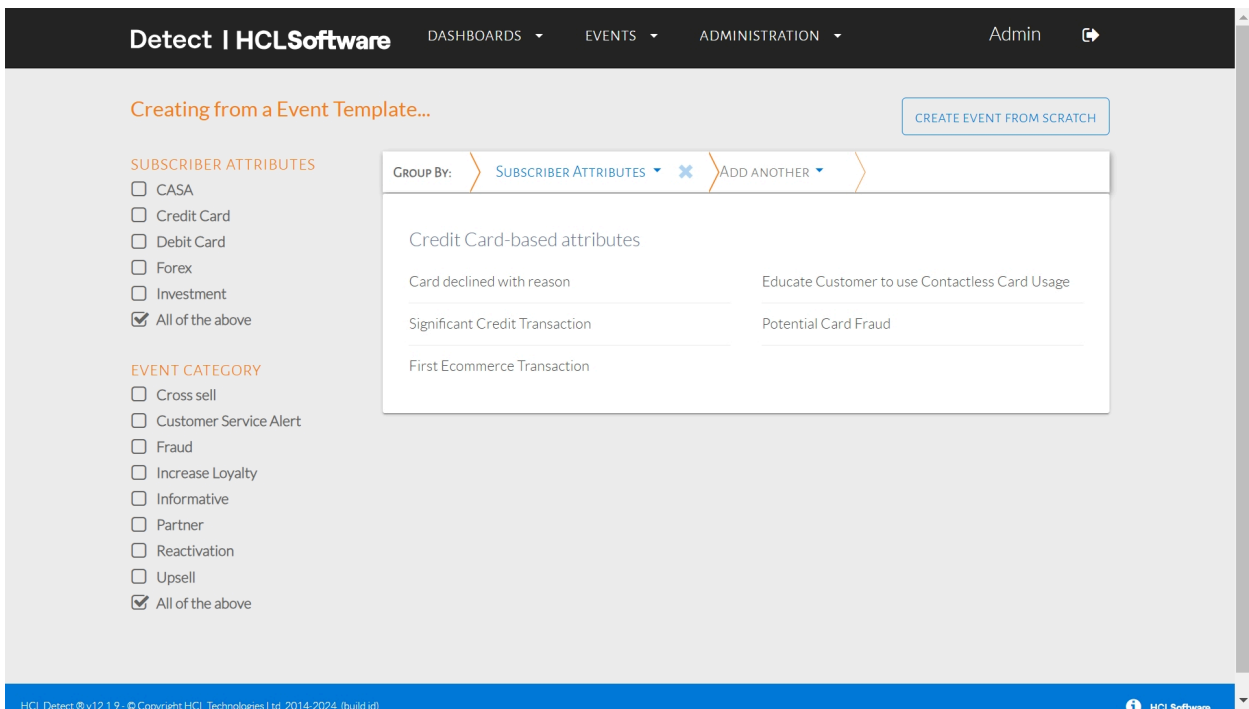 Detect | HCLSoftware DASHBOARDS EVENTS ADMINISTRATION Admin
Creating from a Event Template...
CREATE EVENT FROM SCRATCH
SUBSCRIBER ATTRIBUTES
CASA
Credit Card
Debit Card
Forex
Investment
All of the above
EVENT CATEGORY
Cross sell
Customer Service Alert
Fraud
Increase Loyalty
Informative
Partner
Reactivation
Upsell
All of the above
GROUP BY: SUBSCRIBER ATTRIBUTES ADD ANOTHER
Credit Card-based attributes
Card declined with reason Educate Customer to use Contactless Card Usage
Significant Credit Transaction Potential Card Fraud
First Ecommerce Transaction
HCL Detect ® v12.1.9 - © Copyright HCL Technologies Ltd. 2014-2024 (build id) HCLSoftware